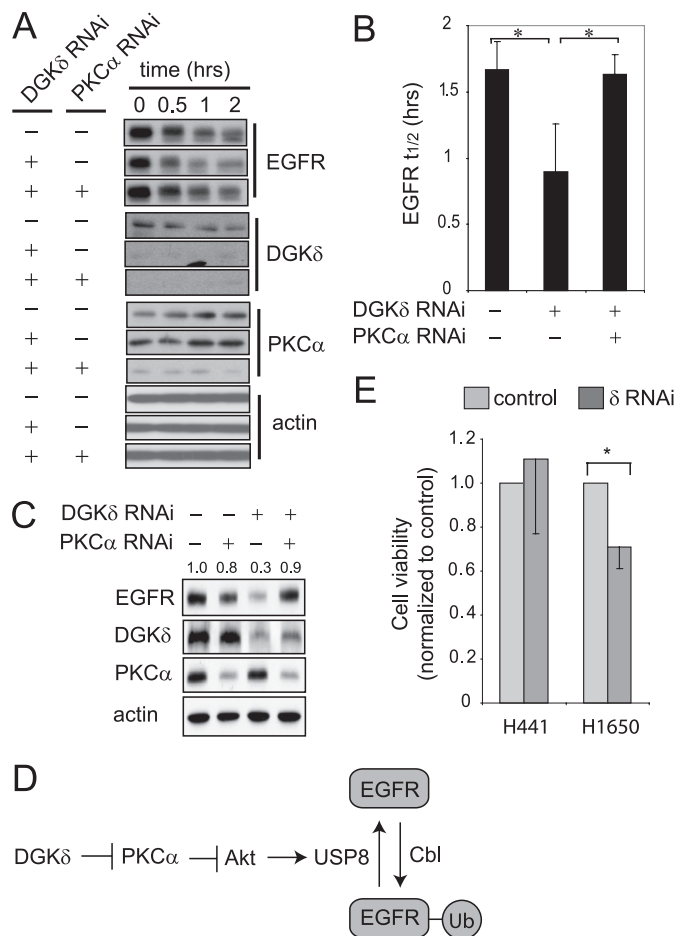 A
DGKδ RNAi
PKCα RNAi
time (hrs)
0 0.5 1 2
– –
+ –
+ +
EGFR
– –
+ –
+ +
DGKδ
– –
+ –
+ +
PKCα
– –
+ –
+ +
actin
B
EGFR t1/2 (hrs)
2
1.5
1
0.5
0
* *
DGKδ RNAi – + +
PKCα RNAi – – +
C
DGKδ RNAi – – + +
PKCα RNAi – + – +
1.0 0.8 0.3 0.9
EGFR
DGKδ
PKCα
actin
E
control δ RNAi
Cell viability
(normalized to control)
1.2
1.0
0.8
0.6
0.4
0.2
0
*
H441 H1650
D
EGFR
DGKδ PKCα Akt USP8 Cbl
EGFR Ub